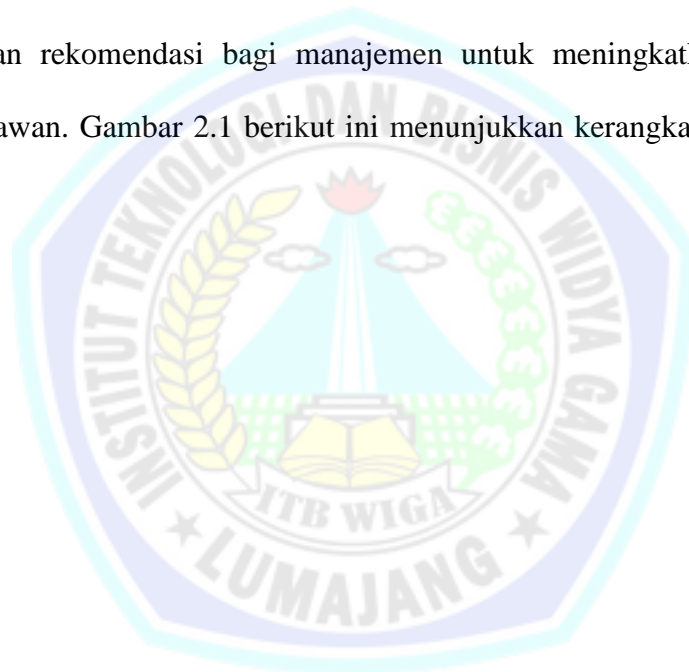 an rekomendasi bagi manajemen untuk meningkatk
awan. Gambar 2.1 berikut ini menunjukkan kerangka
INSTITUT TEKNOLOGI DAN BISNIS WIDYA GAMA
ITB WIGA
LUMAJANG